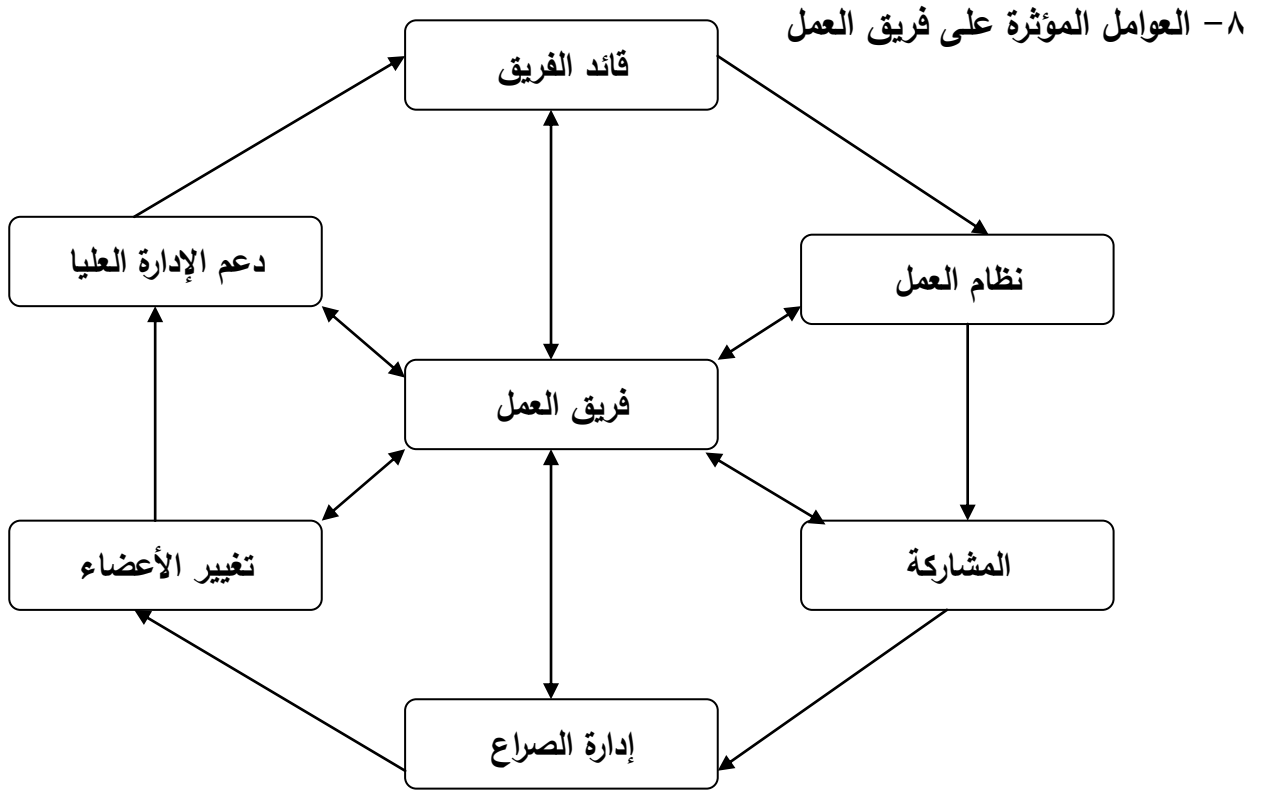 ٨- العوامل المؤثرة على فريق العمل
قائد الفريق
دعم الإدارة العليا
نظام العمل
فريق العمل
تغيير الأعضاء
المشاركة
إدارة الصراع